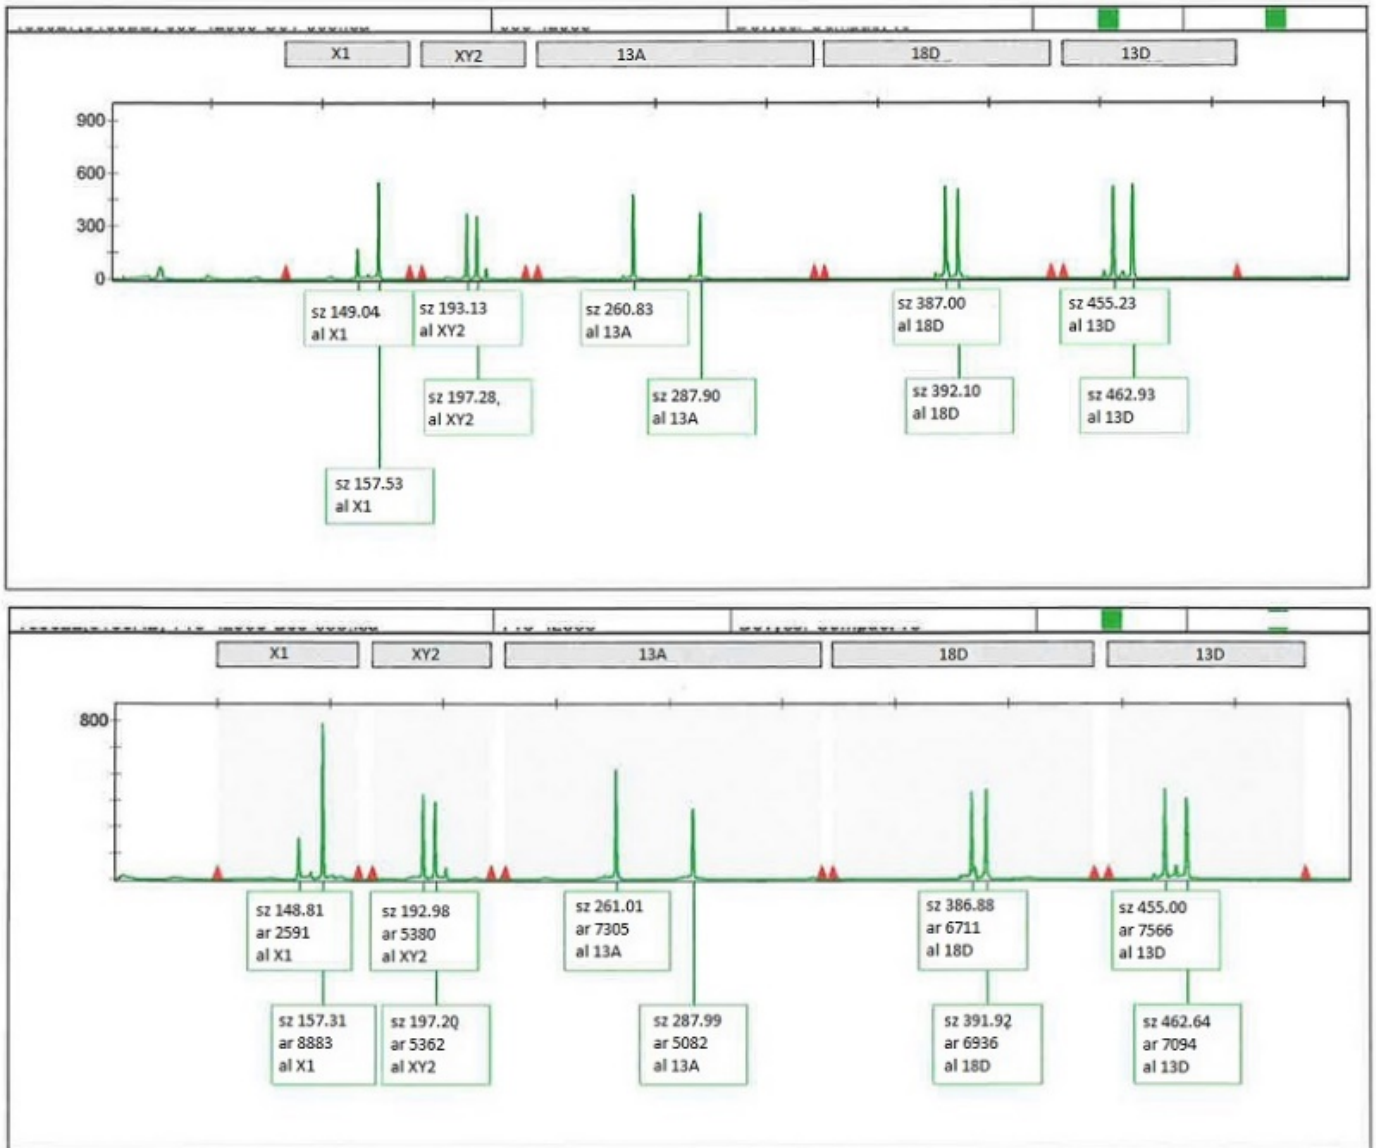 X1 XY2 13A 18D 13D
900
600
300
0
sz 149.04
al X1
sz 193.13
al XY2
sz 260.83
al 13A
sz 387.00
al 18D
sz 455.23
al 13D
sz 197.28,
al XY2
sz 287.90
al 13A
sz 392.10
al 18D
sz 462.93
al 13D
sz 157.53
al X1
X1 XY2 13A 18D 13D
800
sz 148.81
ar 2591
al X1
sz 192.98
ar 5380
al XY2
sz 261.01
ar 7305
al 13A
sz 386.88
ar 6711
al 18D
sz 455.00
ar 7566
al 13D
sz 157.31
ar 8883
al X1
sz 197.20
ar 5362
al XY2
sz 287.99
ar 5082
al 13A
sz 391.92
ar 6936
al 18D
sz 462.64
ar 7094
al 13D